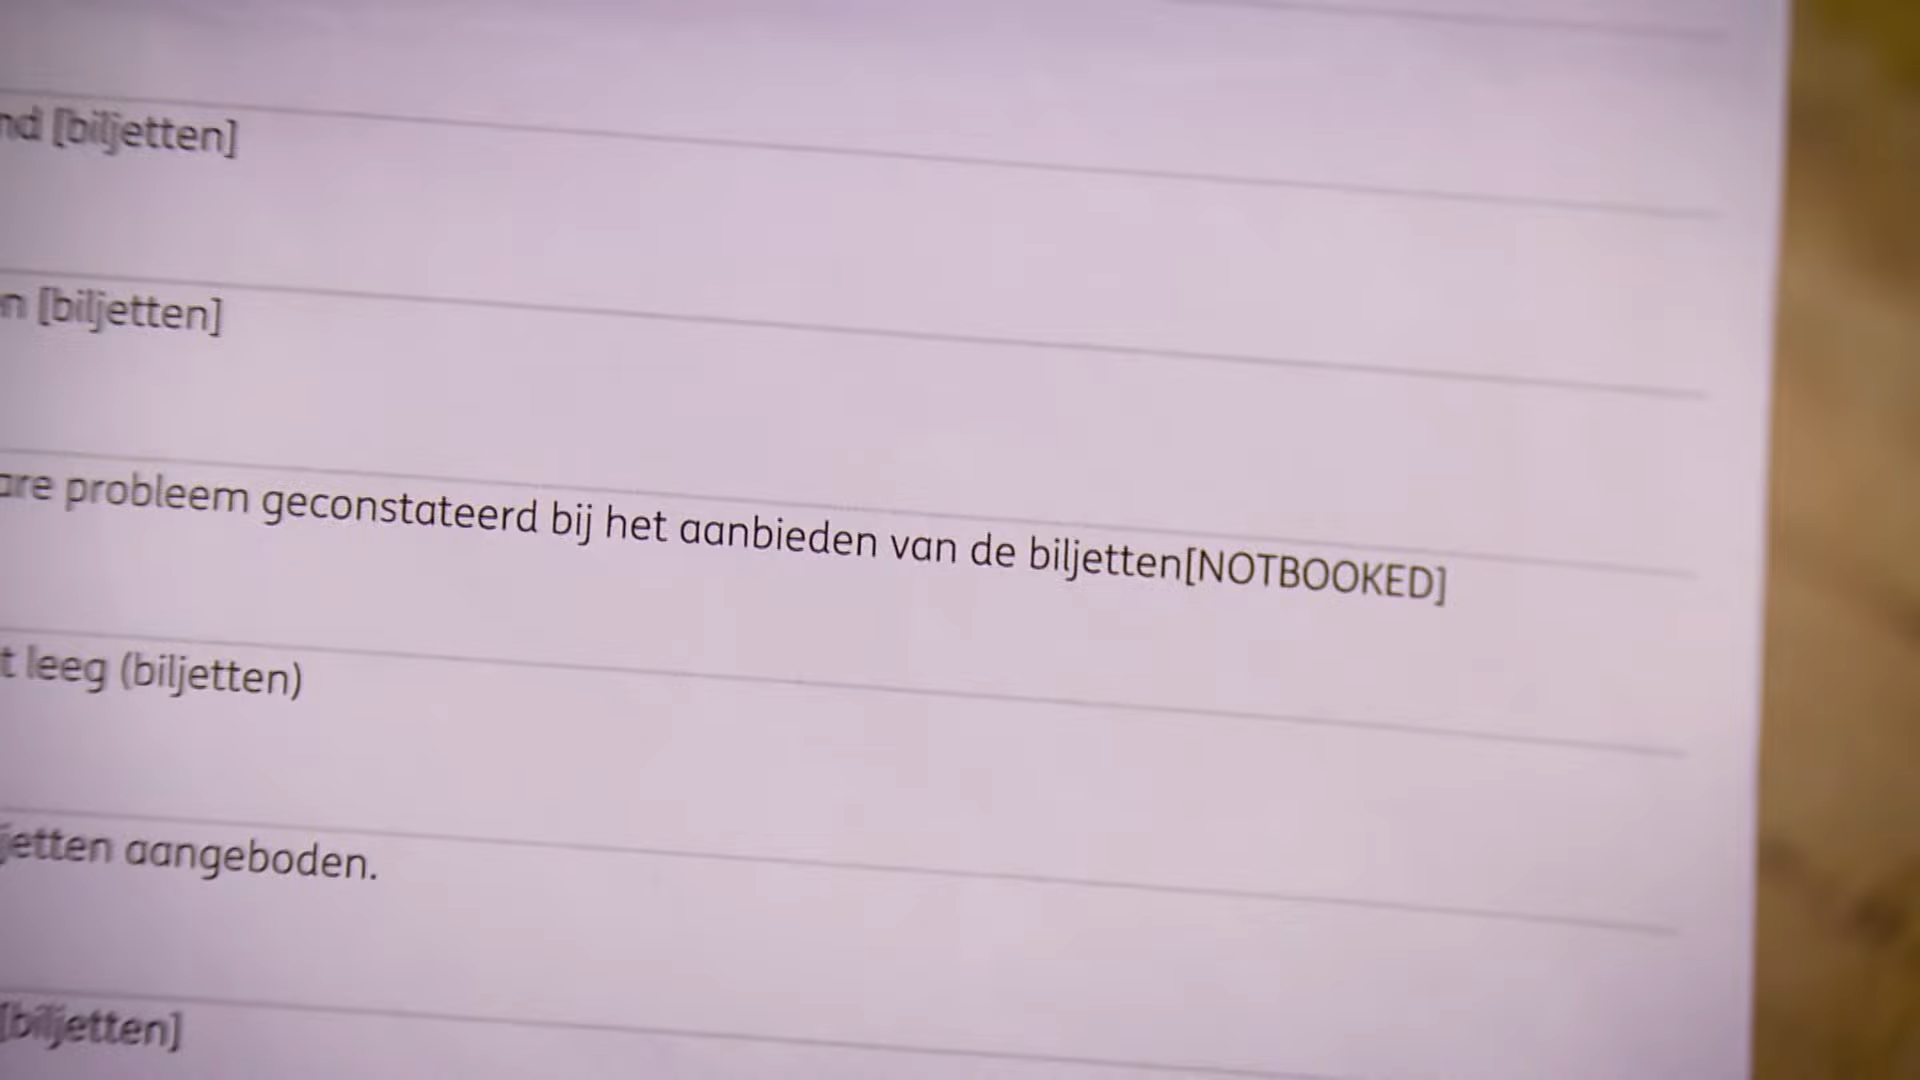 [biljetten]
[biljetten]
probleem geconstateerd bij het aanbieden van de biljetten[NOTBOOKED]
leeg (biljetten)
aangeboden.
[biljetten]